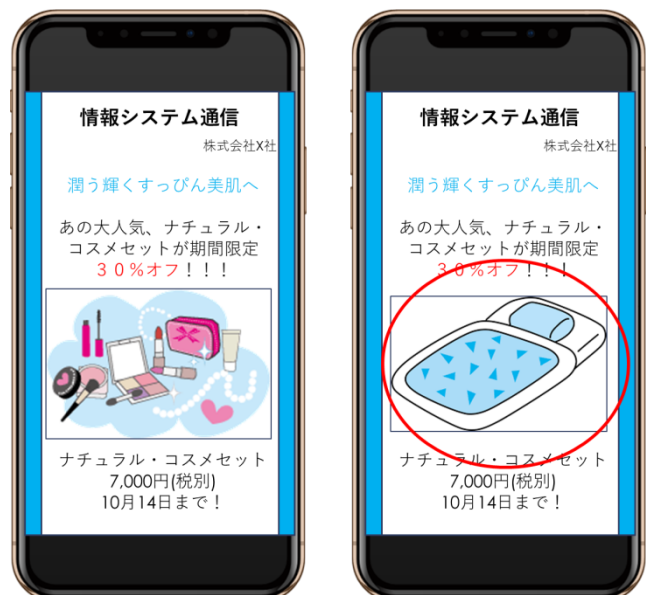 情報システム通信
株式会社X社
潤う輝くすっぴん美肌へ
あの大人気、ナチュラル・
コスメセットが期間限定
３０%オフ！！！
ナチュラル・コスメセット
7,000円(税別)
10月14日まで！
情報システム通信
株式会社X社
潤う輝くすっぴん美肌へ
あの大人気、ナチュラル・
コスメセットが期間限定
３０%オフ！！！
ナチュラル・コスメセット
7,000円(税別)
10月14日まで！